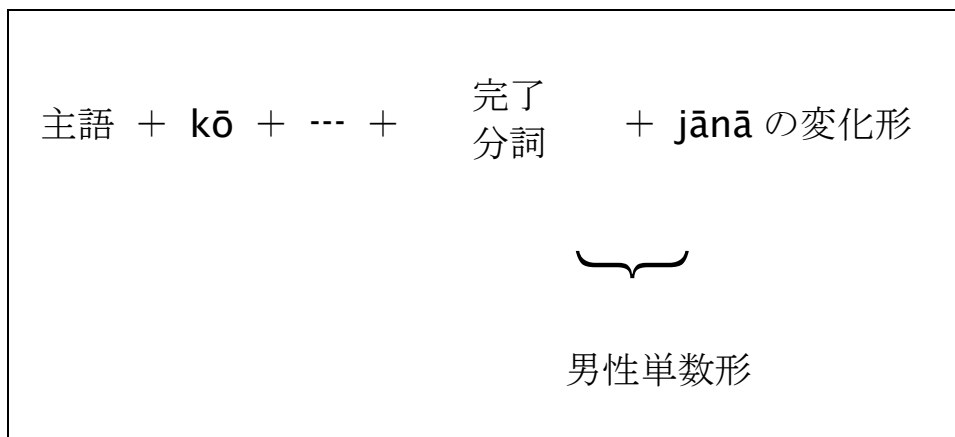 主語 ＋ kō ＋ --- ＋ 完了 ＋ jānā の変化形
分詞
男性単数形